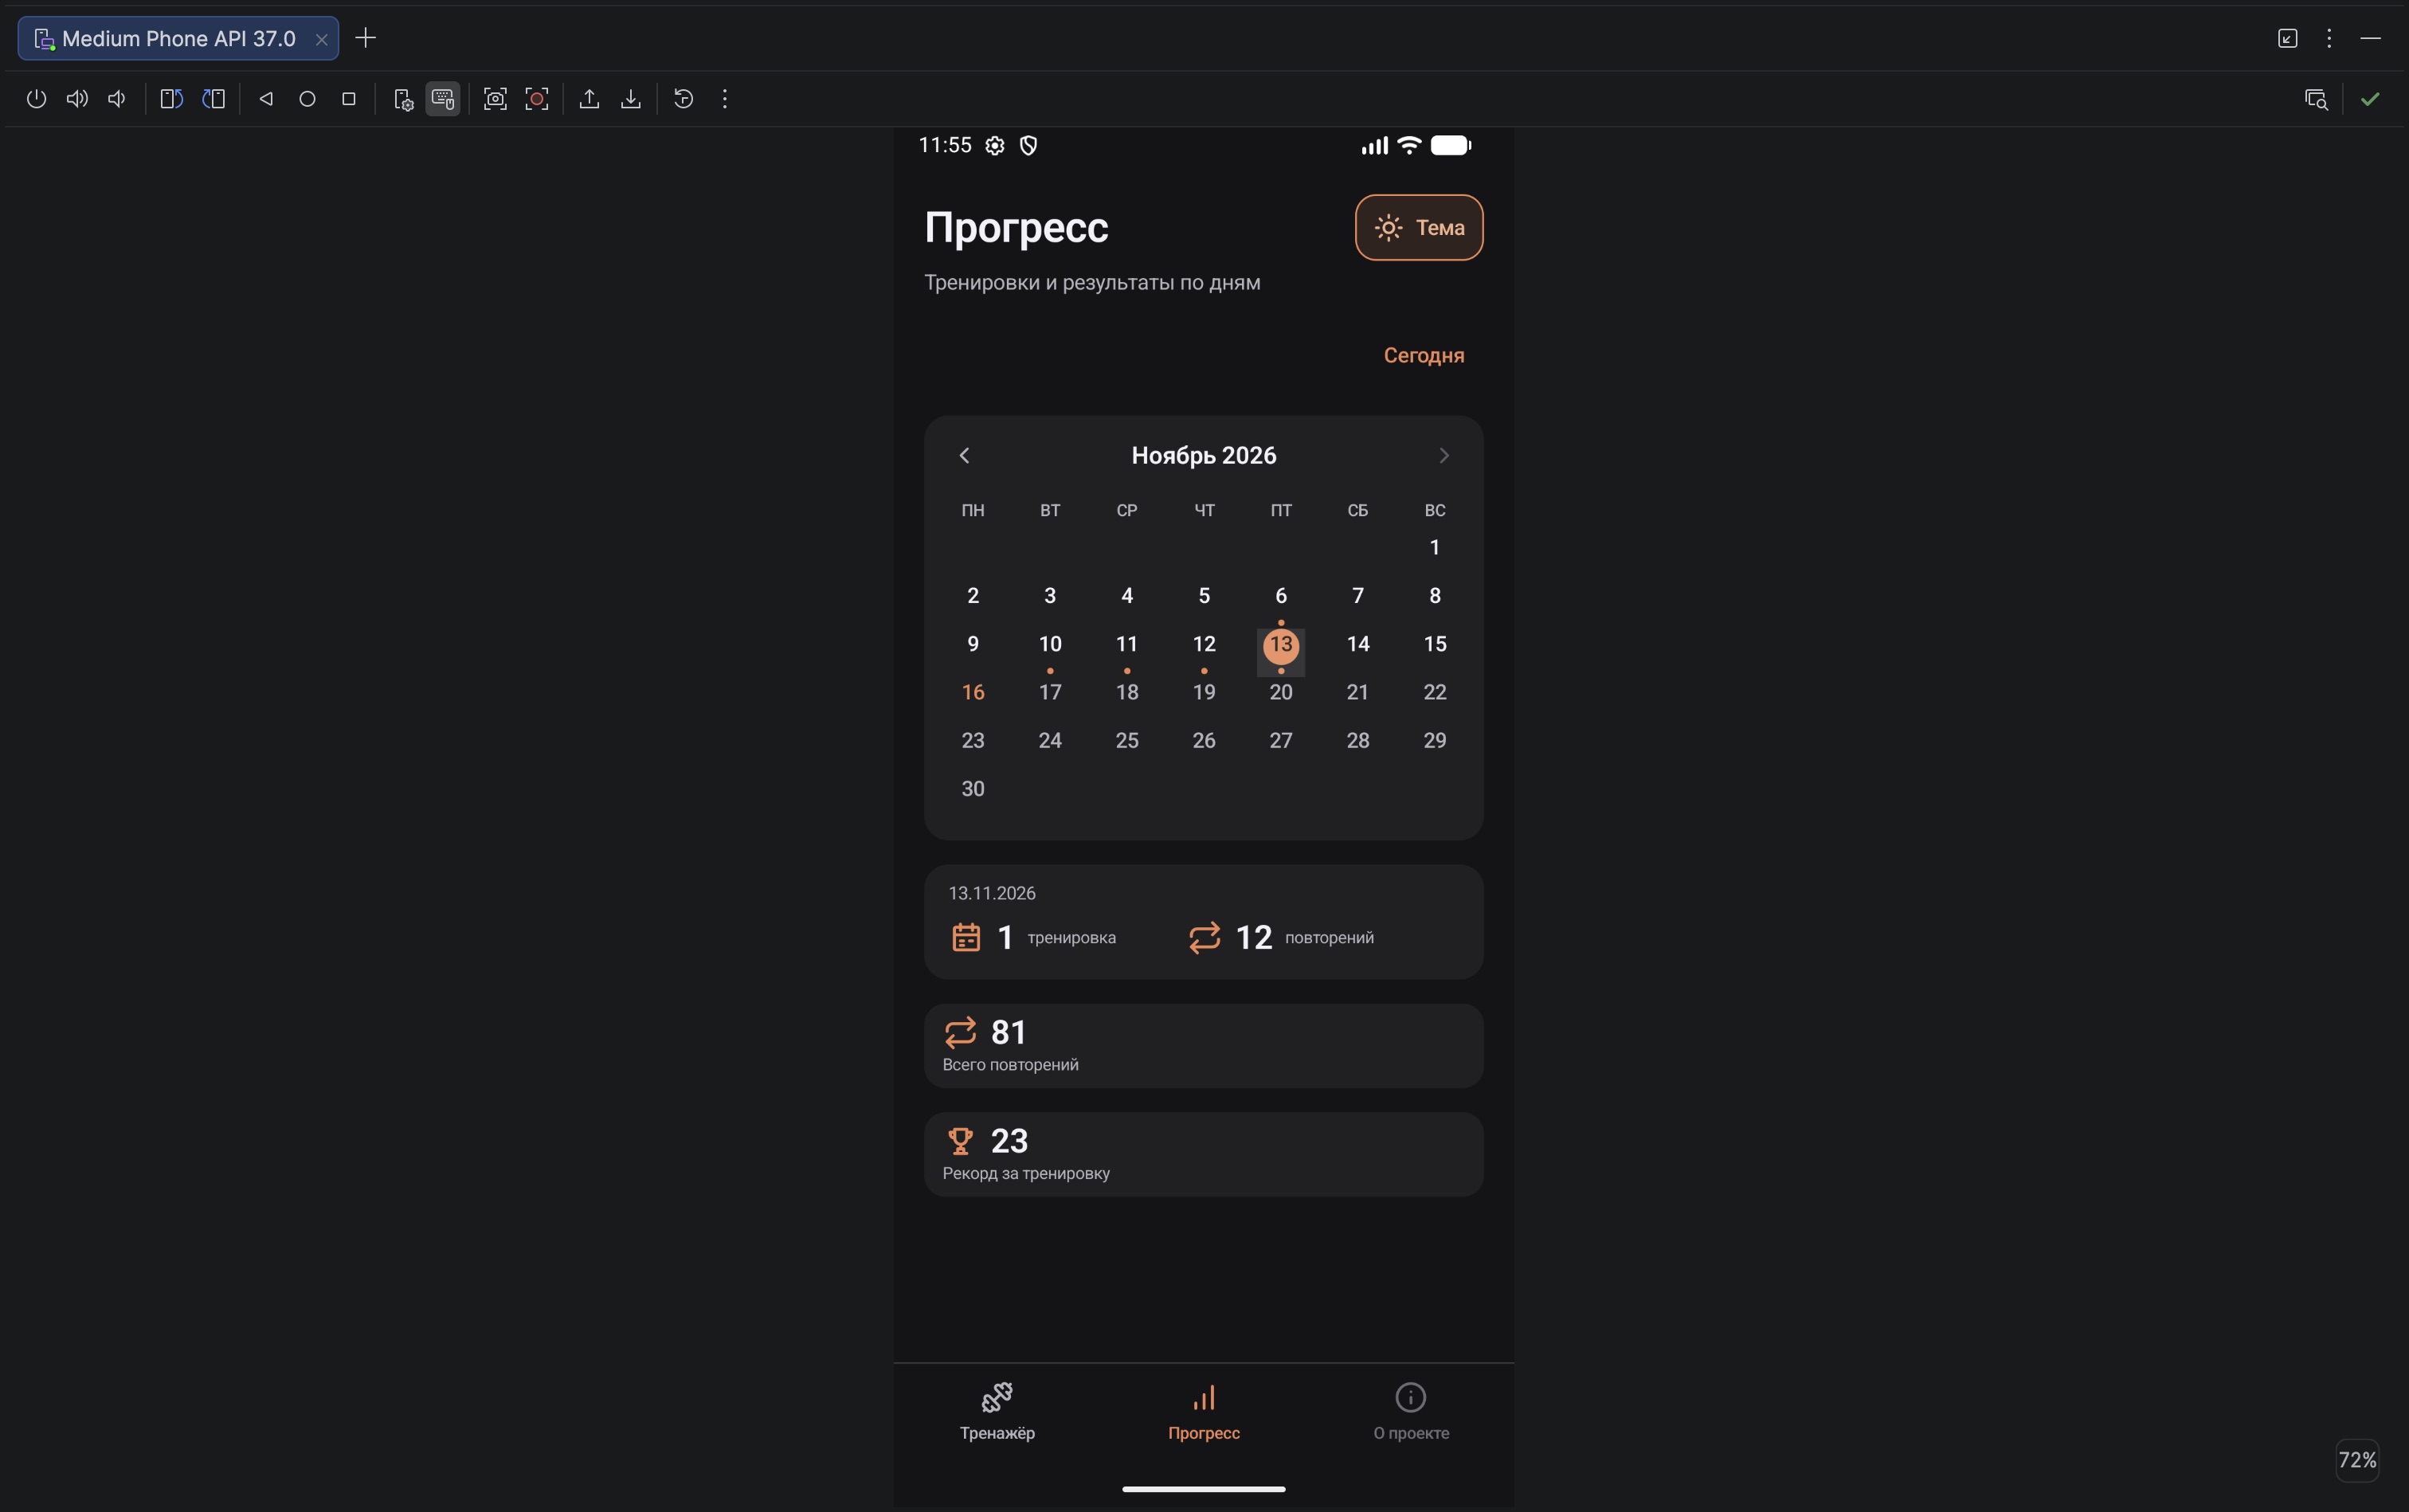 Medium Phone API 37.0
11:55
Прогресс
Тема
Тренировки и результаты по дням
Сегодня
Ноябрь 2026
ПН ВТ СР ЧТ ПТ СБ ВС
1
2 3 4 5 6 7 8
9 10 11 12 13 14 15
16 17 18 19 20 21 22
23 24 25 26 27 28 29
30
13.11.2026
1 тренировка 12 повторений
81
Всего повторений
23
Рекорд за тренировку
Тренажёр Прогресс О проекте
72%